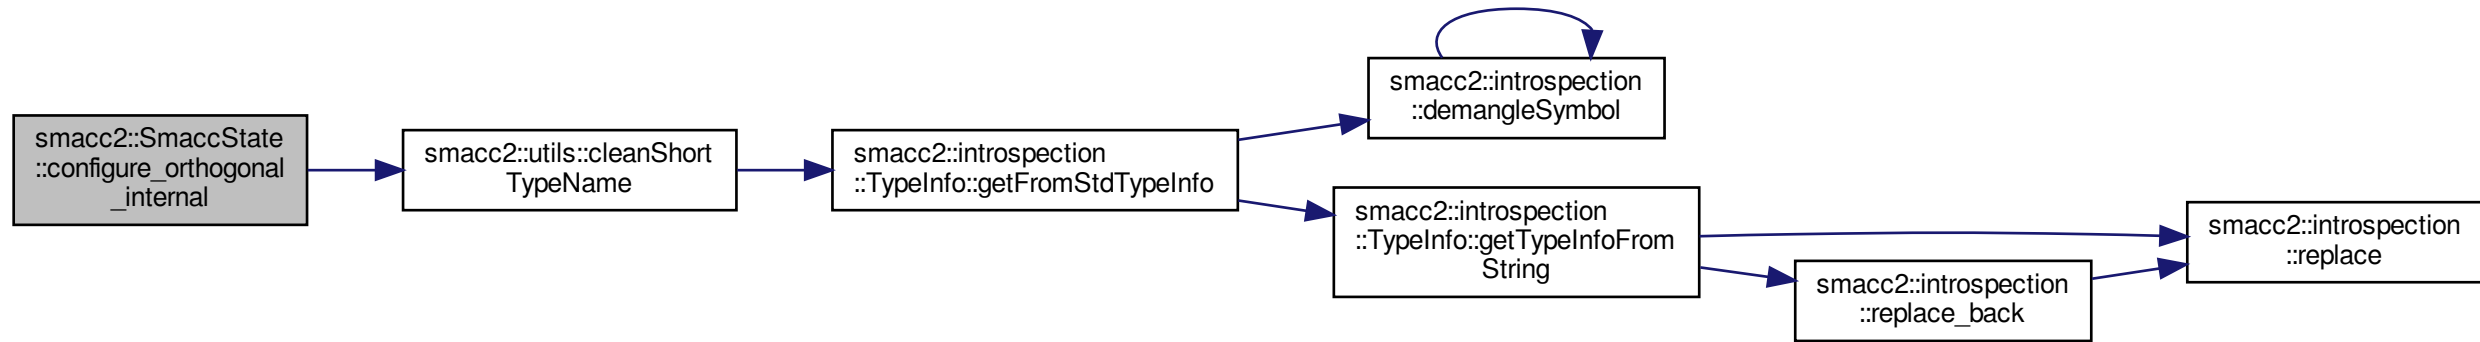 smacc2::SmaccState
::configure_orthogonal
_internal
smacc2::utils::cleanShort
TypeName
smacc2::introspection
::TypeInfo::getFromStdTypeInfo
smacc2::introspection
::demangleSymbol
smacc2::introspection
::TypeInfo::getTypeInfoFrom
String
smacc2::introspection
::replace_back
smacc2::introspection
::replace